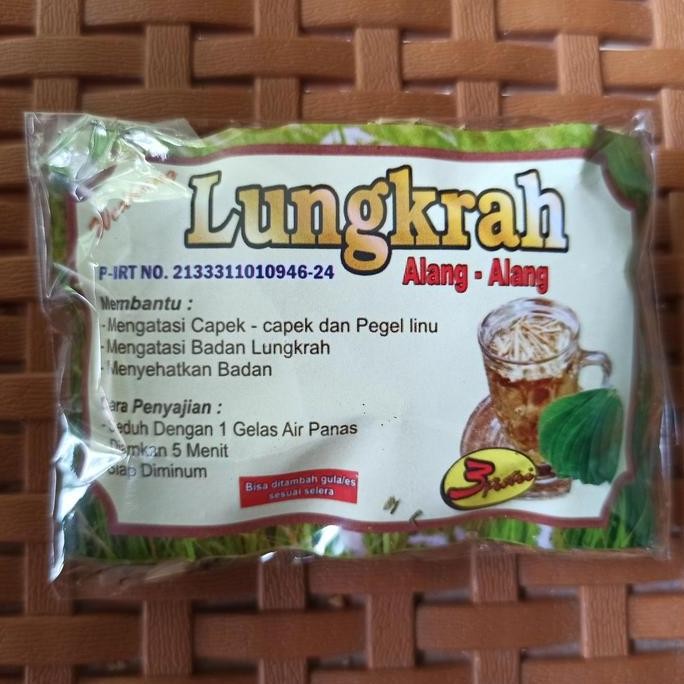 Lungkrah
P-IRT NO. 2133311010946-24
Alang - Alang
Membantu :
- Mengatasi Capek - capek dan Pegel linu
- Mengatasi Badan Lungkrah
- Menyehatkan Badan
Cara Penyajian :
- Seduh Dengan 1 Gelas Air Panas
- Diamkan 5 Menit
- Siap Diminum
Bisa ditambah gula/es
sesuai selera
3